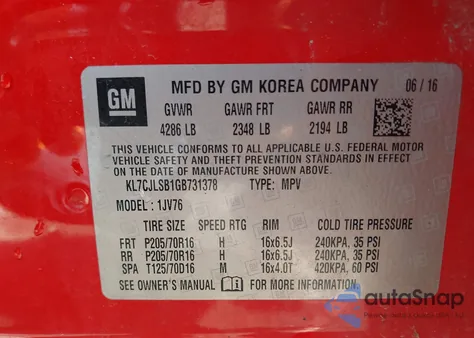 GM
MFD BY GM KOREA COMPANY 06/16
GVWR GAWR FRT GAWR RR
4286 LB 2348 LB 2194 LB
THIS VEHICLE CONFORMS TO ALL APPLICABLE U.S. FEDERAL MOTOR
VEHICLE SAFETY AND THEFT PREVENTION STANDARDS IN EFFECT
ON THE DATE OF MANUFACTURE SHOWN ABOVE.
KL7CJLSB1GB731378 TYPE: MPV
MODEL: 1JV76
TIRE SIZE SPEED RTG RIM COLD TIRE PRESSURE
FRT P205/70R16 H 16x6.5J 240KPA, 35 PSI
RR P205/70R16 H 16x6.5J 240KPA, 35 PSI
SPA T125/70D16 M 16x4.0T 420KPA, 60 PSI
SEE OWNER'S MANUAL FOR MORE INFORMATION.
autoSnap